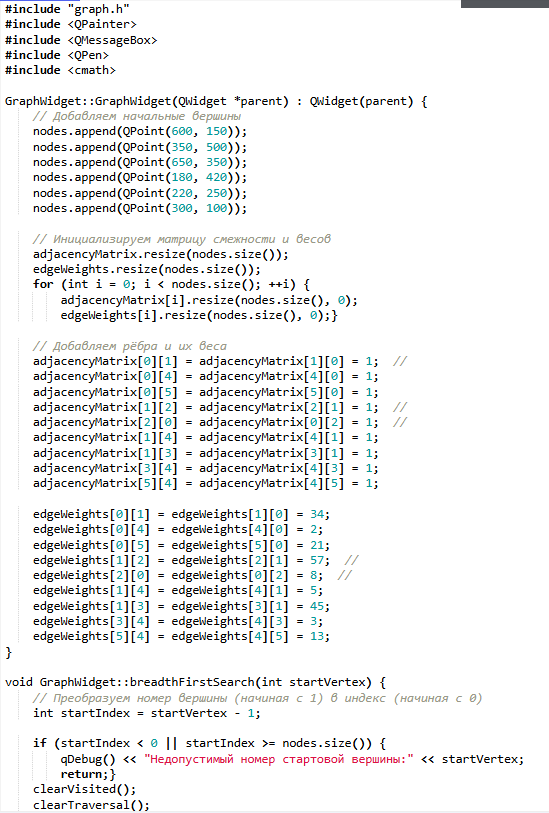 #include "graph.h"
#include <QPainter>
#include <QMessageBox>
#include <QPen>
#include <cmath>
GraphWidget::GraphWidget(QWidget *parent) : QWidget(parent) {
// Добавляем начальные вершины
nodes.append(QPoint(600, 150));
nodes.append(QPoint(350, 500));
nodes.append(QPoint(650, 350));
nodes.append(QPoint(180, 420));
nodes.append(QPoint(220, 250));
nodes.append(QPoint(300, 100));
// Инициализируем матрицу смежности и весов
adjacencyMatrix.resize(nodes.size());
edgeWeights.resize(nodes.size());
for (int i = 0; i < nodes.size(); ++i) {
adjacencyMatrix[i].resize(nodes.size(), 0);
edgeWeights[i].resize(nodes.size(), 0);}
// Добавляем рёбра и их веса
adjacencyMatrix[0][1] = adjacencyMatrix[1][0] = 1; //
adjacencyMatrix[0][4] = adjacencyMatrix[4][0] = 1;
adjacencyMatrix[0][5] = adjacencyMatrix[5][0] = 1;
adjacencyMatrix[1][2] = adjacencyMatrix[2][1] = 1; //
adjacencyMatrix[2][0] = adjacencyMatrix[0][2] = 1; //
adjacencyMatrix[1][4] = adjacencyMatrix[4][1] = 1;
adjacencyMatrix[1][3] = adjacencyMatrix[3][1] = 1;
adjacencyMatrix[3][4] = adjacencyMatrix[4][3] = 1;
adjacencyMatrix[5][4] = adjacencyMatrix[4][5] = 1;
edgeWeights[0][1] = edgeWeights[1][0] = 34;
edgeWeights[0][4] = edgeWeights[4][0] = 2;
edgeWeights[0][5] = edgeWeights[5][0] = 21;
edgeWeights[1][2] = edgeWeights[2][1] = 57; //
edgeWeights[2][0] = edgeWeights[0][2] = 8; //
edgeWeights[1][4] = edgeWeights[4][1] = 5;
edgeWeights[1][3] = edgeWeights[3][1] = 45;
edgeWeights[3][4] = edgeWeights[4][3] = 3;
edgeWeights[5][4] = edgeWeights[4][5] = 13;
}
void GraphWidget::breadthFirstSearch(int startVertex) {
// Преобразуем номер вершины (начиная с 1) в индекс (начиная с 0)
int startIndex = startVertex - 1;
if (startIndex < 0 || startIndex >= nodes.size()) {
qDebug() << "Недопустимый номер стартовой вершины:" << startVertex;
return;}
clearVisited();
clearTraversal();